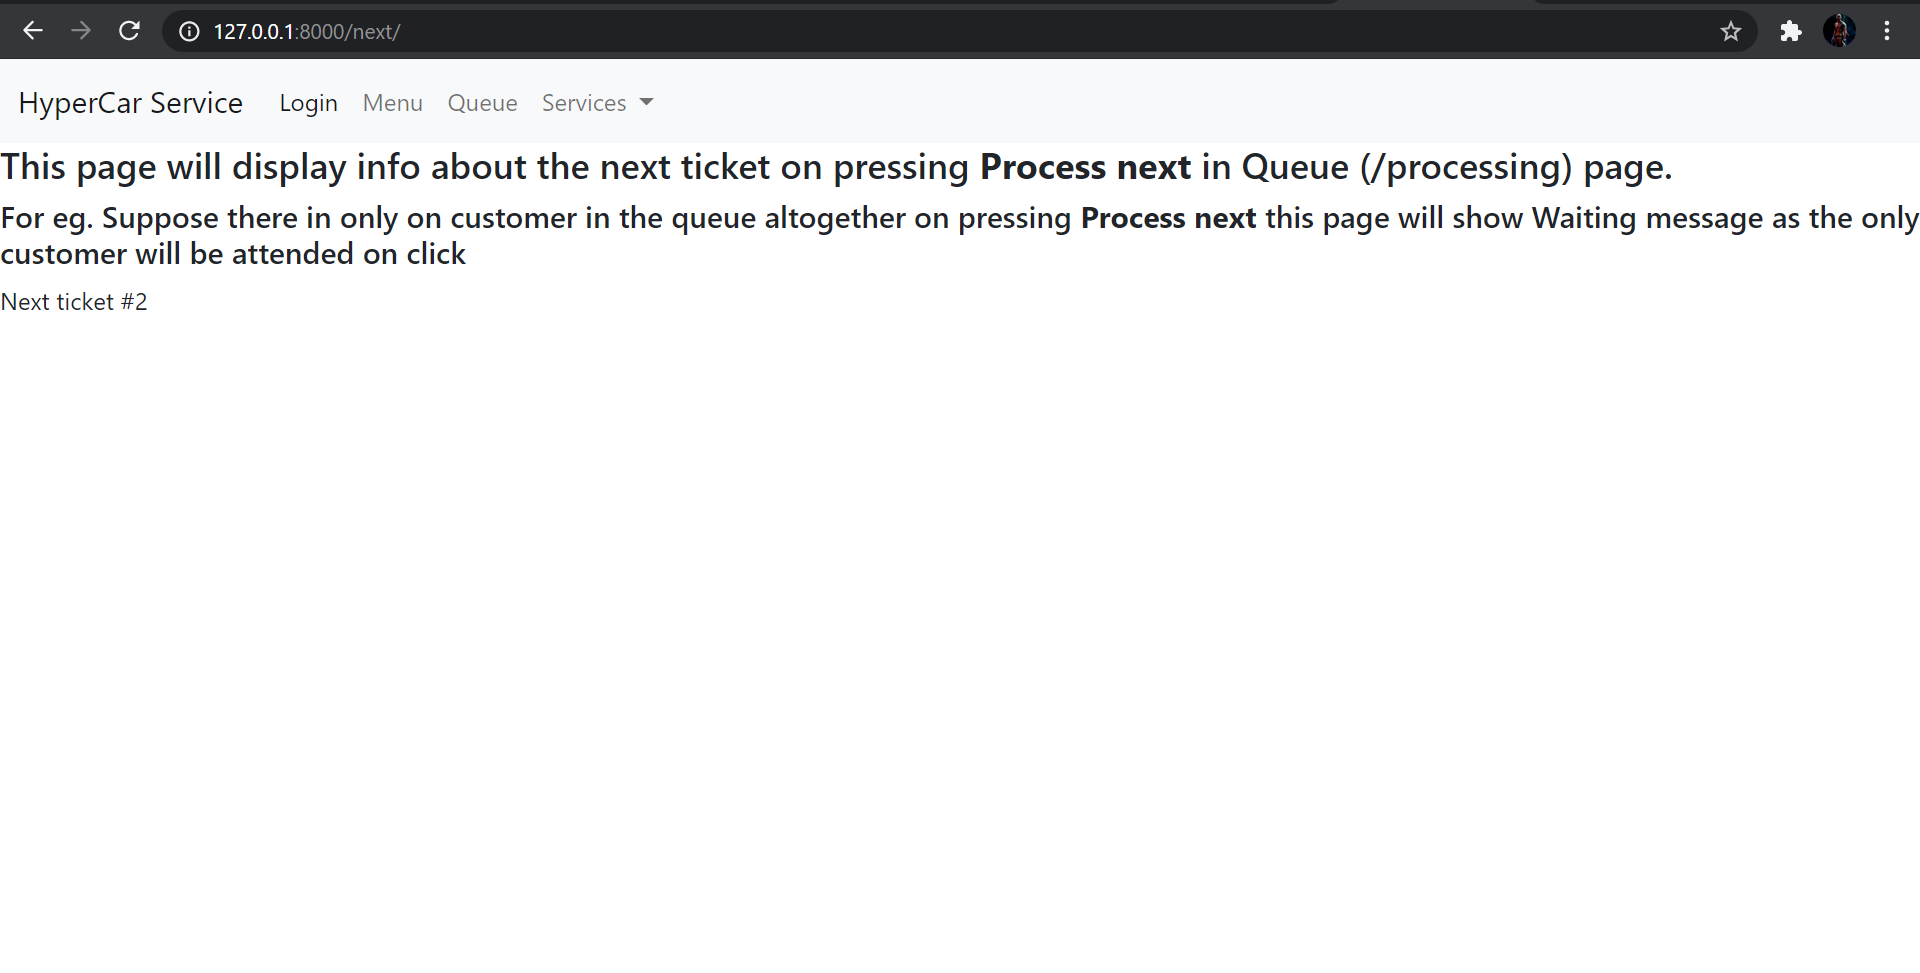 127.0.0.1:8000/next/
HyperCar Service Login Menu Queue Services
This page will display info about the next ticket on pressing Process next in Queue (/processing) page.
For eg. Suppose there in only on customer in the queue altogether on pressing Process next this page will show Waiting message as the only
customer will be attended on click
Next ticket #2